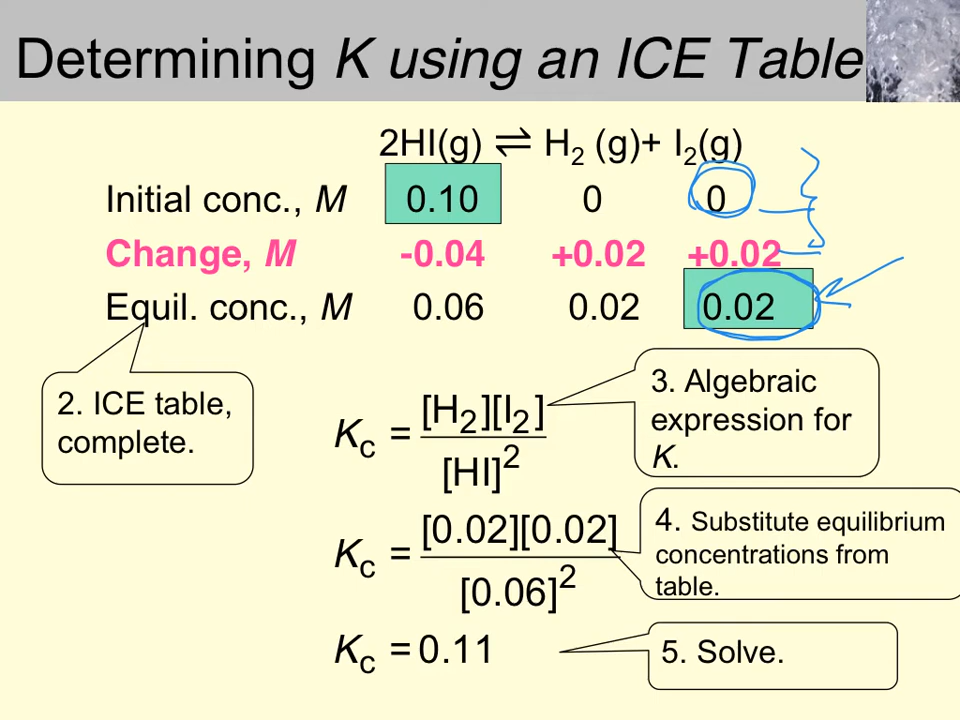 Determining K using an ICE Table
2HI(g) ⇌ H₂ (g)+ I₂(g)
Initial conc., M 0.10 0 0
Change, M -0.04 +0.02 +0.02
Equil. conc., M 0.06 0.02 0.02
2. ICE table,
complete.
Kc = [H₂][I₂] / [HI]²
3. Algebraic
expression for
K.
Kc = [0.02][0.02] / [0.06]²
4. Substitute equilibrium
concentrations from
table.
Kc = 0.11
5. Solve.